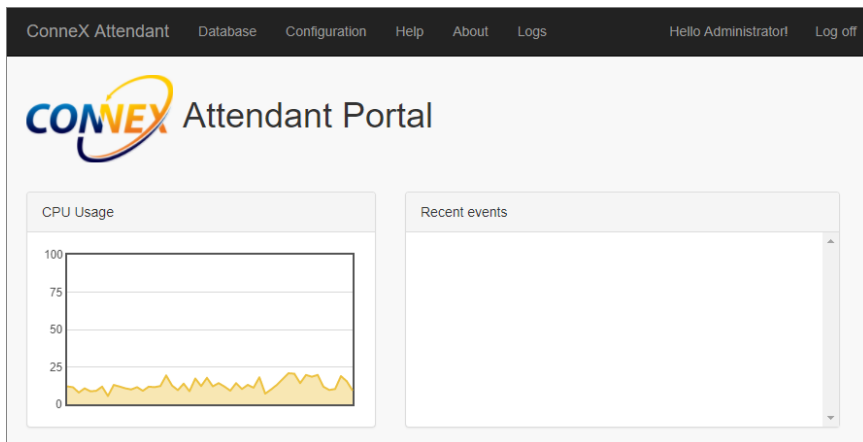 ConneX Attendant Database Configuration Help About Logs Hello Administrator! Log off
CONNEX Attendant Portal
CPU Usage
Recent events
100
75
50
25
0